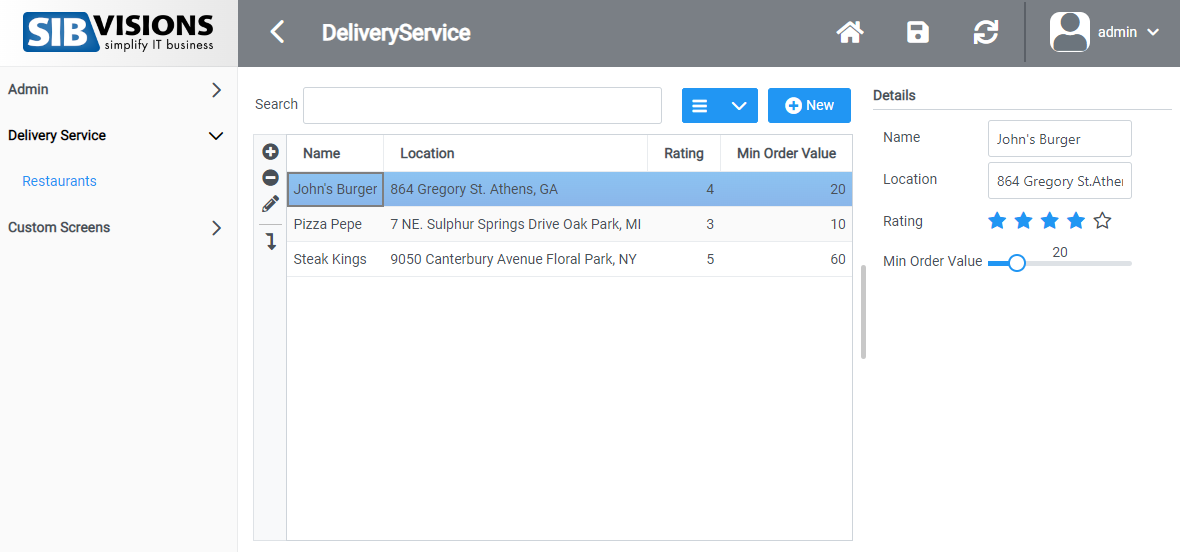 SIB VISIONS
simplify IT business
DeliveryService
admin
Admin
Delivery Service
Restaurants
Custom Screens
Search
New
Name Location Rating Min Order Value
John's Burger 864 Gregory St. Athens, GA 4 20
Pizza Pepe 7 NE. Sulphur Springs Drive Oak Park, MI 3 10
Steak Kings 9050 Canterbury Avenue Floral Park, NY 5 60
Details
Name John's Burger
Location 864 Gregory St.Ather
Rating
Min Order Value 20